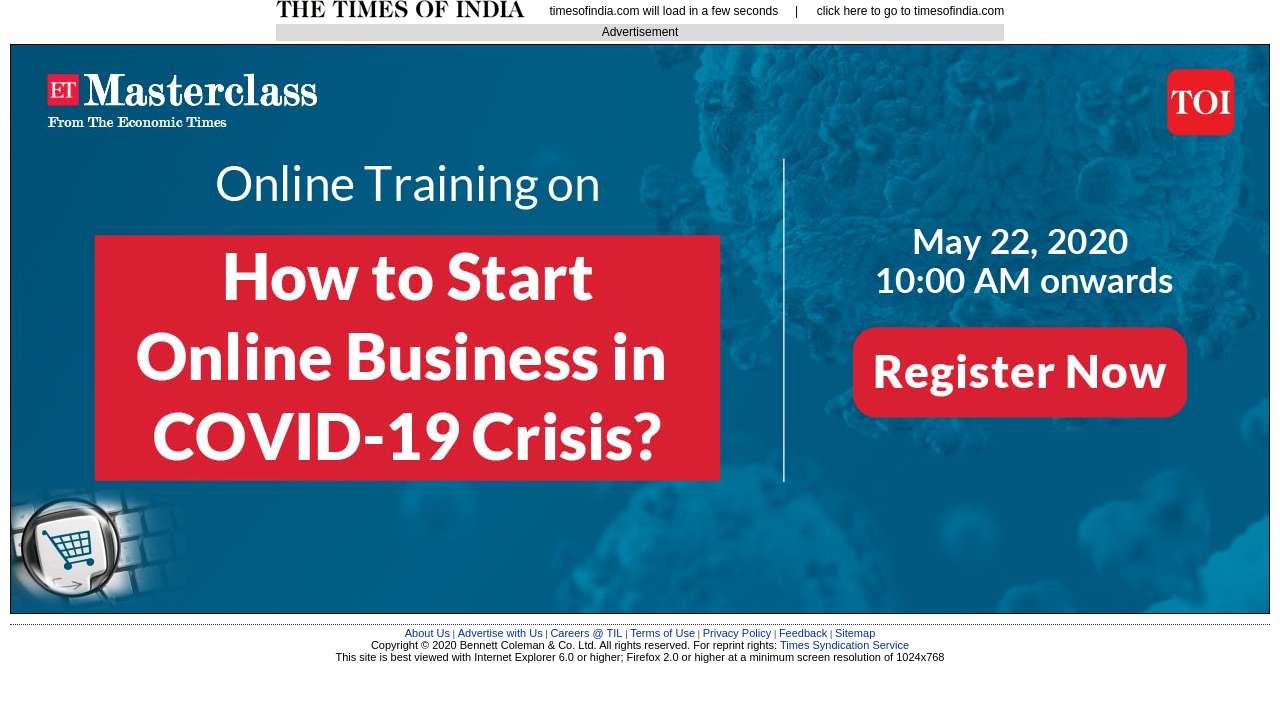 THE TIMES OF INDIA timesofindia.com will load in a few seconds | click here to go to timesofindia.com
Advertisement
ET Masterclass
From The Economic Times
TOI
Online Training on
How to Start
Online Business in
COVID-19 Crisis?
May 22, 2020
10:00 AM onwards
Register Now
About Us | Advertise with Us | Careers @ TIL | Terms of Use | Privacy Policy | Feedback | Sitemap
Copyright © 2020 Bennett Coleman & Co. Ltd. All rights reserved. For reprint rights: Times Syndication Service
This site is best viewed with Internet Explorer 6.0 or higher; Firefox 2.0 or higher at a minimum screen resolution of 1024x768